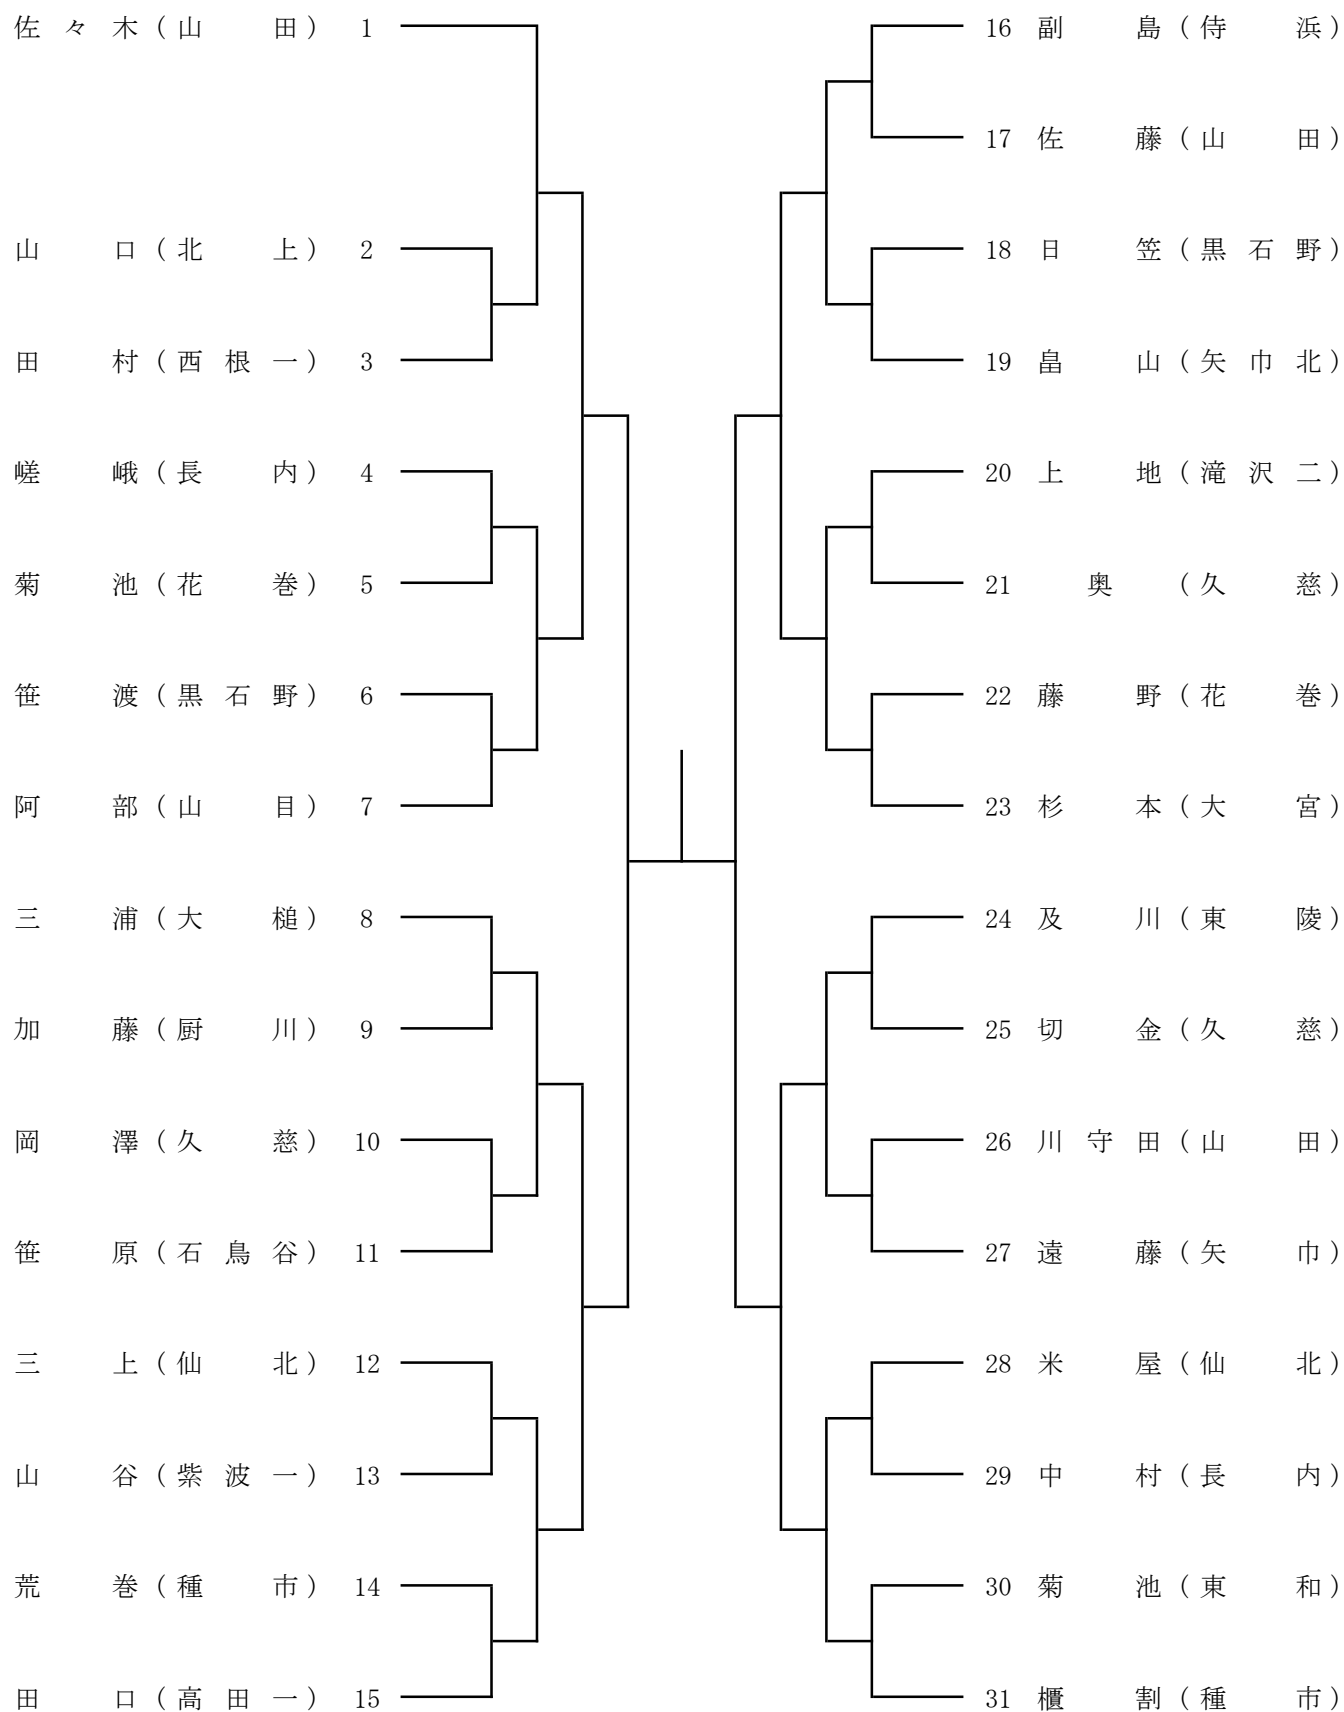 佐々木（山田） 1
山口（北上） 2
田村（西根一） 3
嵯峨（長内） 4
菊池（花巻） 5
笹渡（黒石野） 6
阿部（山目） 7
三浦（大槌） 8
加藤（厨川） 9
岡澤（久慈） 10
笹原（石鳥谷） 11
三上（仙北） 12
山谷（紫波一） 13
荒巻（種市） 14
田口（高田一） 15
16 副島（侍浜）
17 佐藤（山田）
18 日笠（黒石野）
19 畠山（矢巾北）
20 上地（滝沢二）
21 奥（久慈）
22 藤野（花巻）
23 杉本（大宮）
24 及川（東陵）
25 切金（久慈）
26 川守田（山田）
27 遠藤（矢巾）
28 米屋（仙北）
29 中村（長内）
30 菊池（東和）
31 櫃割（種市）